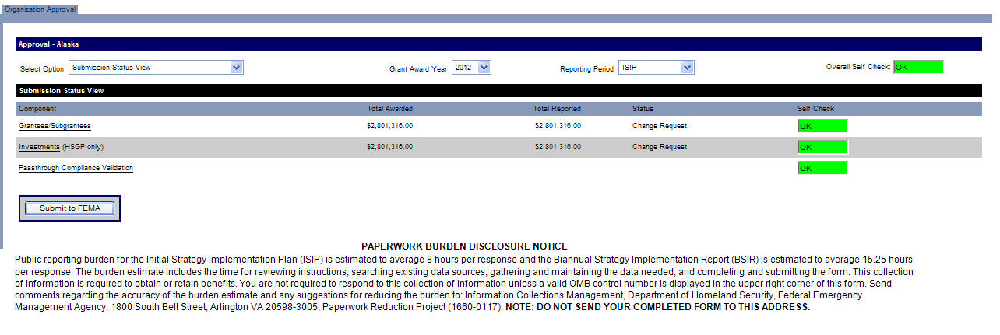 Organization Approval
Approval - Alaska
Select Option Submission Status View Grant Award Year 2012 Reporting Period ISIP Overall Self Check: OK
Submission Status View
Component Total Awarded Total Reported Status Self Check
Grantees/Subgrantees $2,801,316.00 $2,801,316.00 Change Request OK
Investments (HSGP only) $2,801,316.00 $2,801,316.00 Change Request OK
Passthrough Compliance Validation OK
Submit to FEMA
PAPERWORK BURDEN DISCLOSURE NOTICE
Public reporting burden for the Initial Strategy Implementation Plan (ISIP) is estimated to average 8 hours per response and the Biannual Strategy Implementation Report (BSIR) is estimated to average 15.25 hours
per response. The burden estimate includes the time for reviewing instructions, searching existing data sources, gathering and maintaining the data needed, and completing and submitting the form. This collection
of information is required to obtain or retain benefits. You are not required to respond to this collection of information unless a valid OMB control number is displayed in the upper right corner of this form. Send
comments regarding the accuracy of the burden estimate and any suggestions for reducing the burden to: Information Collections Management, Department of Homeland Security, Federal Emergency
Management Agency, 1800 South Bell Street, Arlington VA 20598-3005, Paperwork Reduction Project (1660-0117). NOTE: DO NOT SEND YOUR COMPLETED FORM TO THIS ADDRESS.